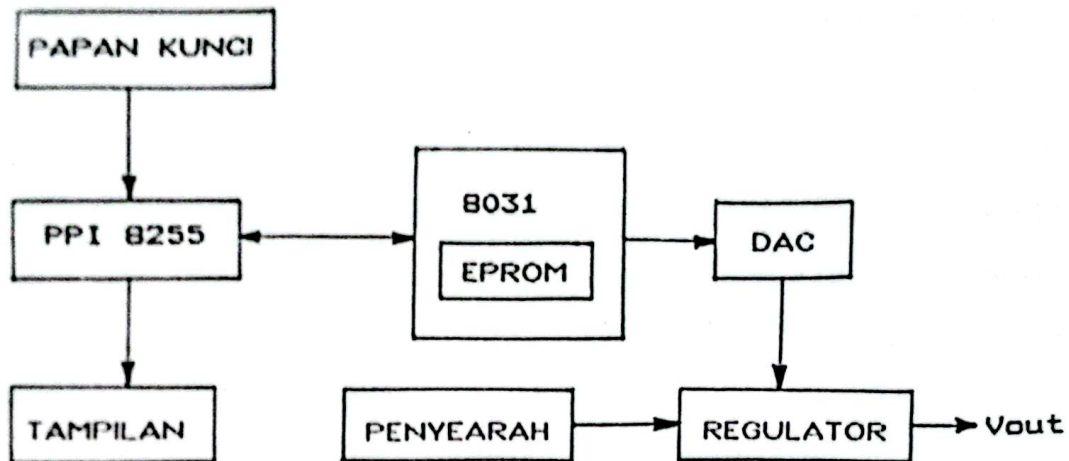 PAPAN KUNCI
PPI 8255
8031
EPROM
DAC
TAMPILAN
PENYEARAH
REGULATOR
Vout